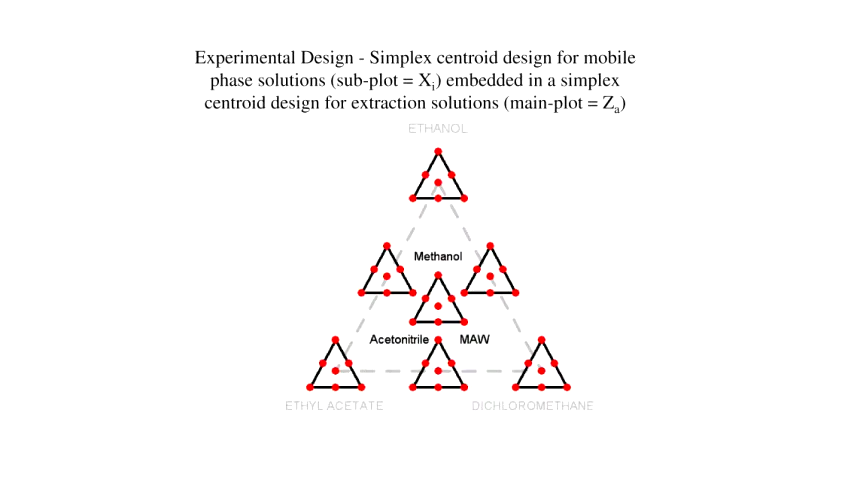 Experimental Design - Simplex centroid design for mobile
phase solutions (sub-plot = Xi) embedded in a simplex
centroid design for extraction solutions (main-plot = Za)
ETHANOL
Methanol
Acetonitrile MAW
ETHYL ACETATE DICHLOROMETHANE